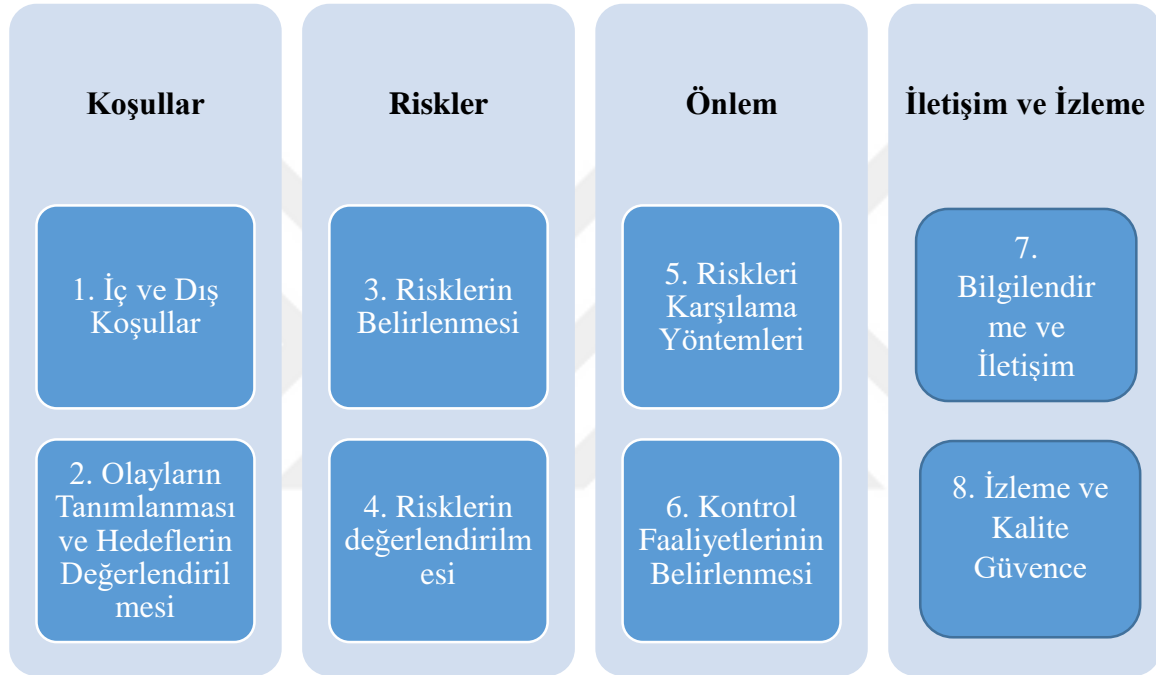 Koşullar
1. İç ve Dış
Koşullar
2. Olayların
Tanımlanması
ve Hedeflerin
Değerlendiril
mesi
Riskler
3. Risklerin
Belirlenmesi
4. Risklerin
değerlendirilm
esi
Önlem
5. Riskleri
Karşılama
Yöntemleri
6. Kontrol
Faaliyetlerinin
Belirlenmesi
İletişim ve İzleme
7.
Bilgilendir
me ve
İletişim
8. İzleme ve
Kalite
Güvence